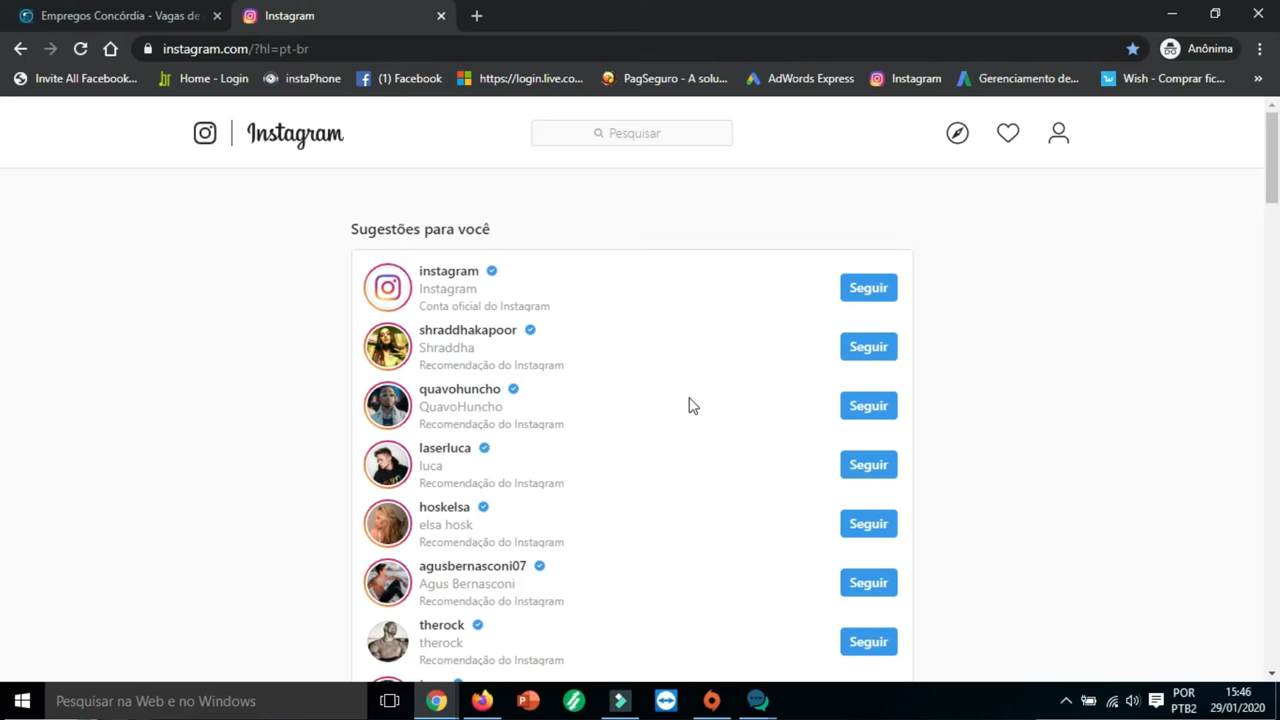 Empregos Concórdia - Vagas de
Instagram
instagram.com/?hl=pt-br
Anônima
Invite All Facebook...
Home - Login
instaPhone
(1) Facebook
https://login.live.co...
PagSeguro - A solu...
AdWords Express
Instagram
Gerenciamento de...
Wish - Comprar fic...
Instagram
Pesquisar
Sugestões para você
instagram
Instagram
Conta oficial do Instagram
Seguir
shraddhakapoor
Shraddha
Recomendação do Instagram
Seguir
quavohuncho
QuavoHuncho
Recomendação do Instagram
Seguir
laserluca
luca
Recomendação do Instagram
Seguir
hoskelsa
elsa hosk
Recomendação do Instagram
Seguir
agusbernasconi07
Agus Bernasconi
Recomendação do Instagram
Seguir
therock
therock
Recomendação do Instagram
Seguir
Pesquisar na Web e no Windows
POR
PTB2
15:46
29/01/2020